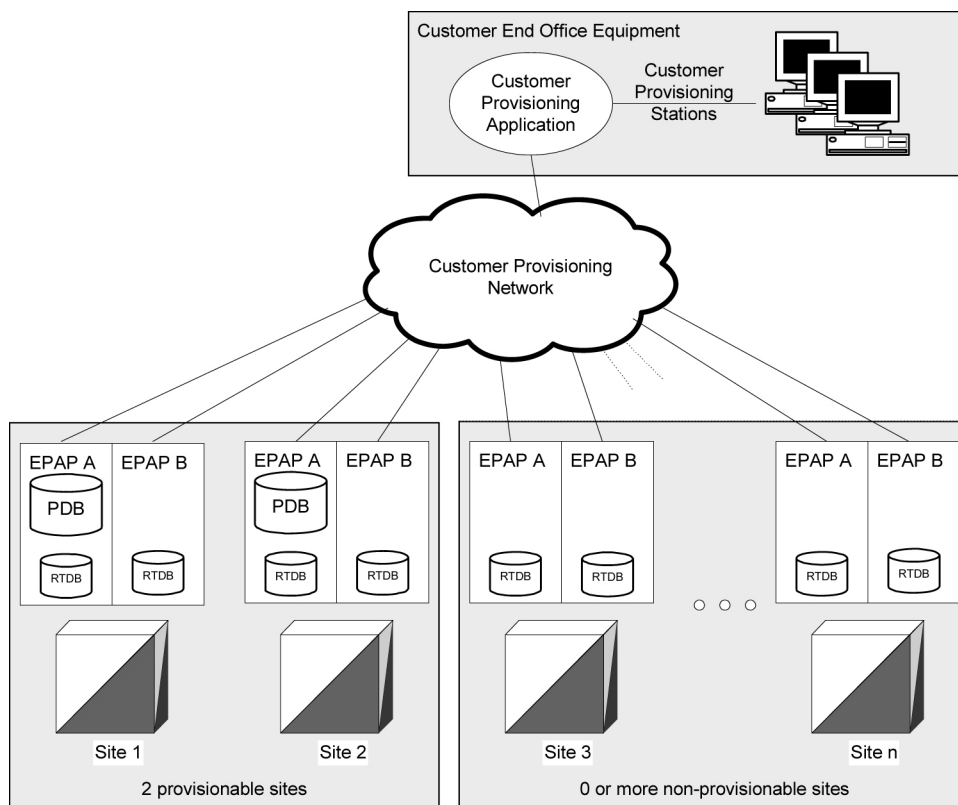 Customer End Office Equipment
Customer
Provisioning
Application
Customer
Provisioning
Stations
Customer Provisioning
Network
EPAP A
EPAP B
PDB
RTDB
RTDB
EPAP A
EPAP B
PDB
RTDB
RTDB
EPAP A
EPAP B
RTDB
RTDB
EPAP A
EPAP B
RTDB
RTDB
Site 1
Site 2
Site 3
Site n
2 provisionable sites
0 or more non-provisionable sites